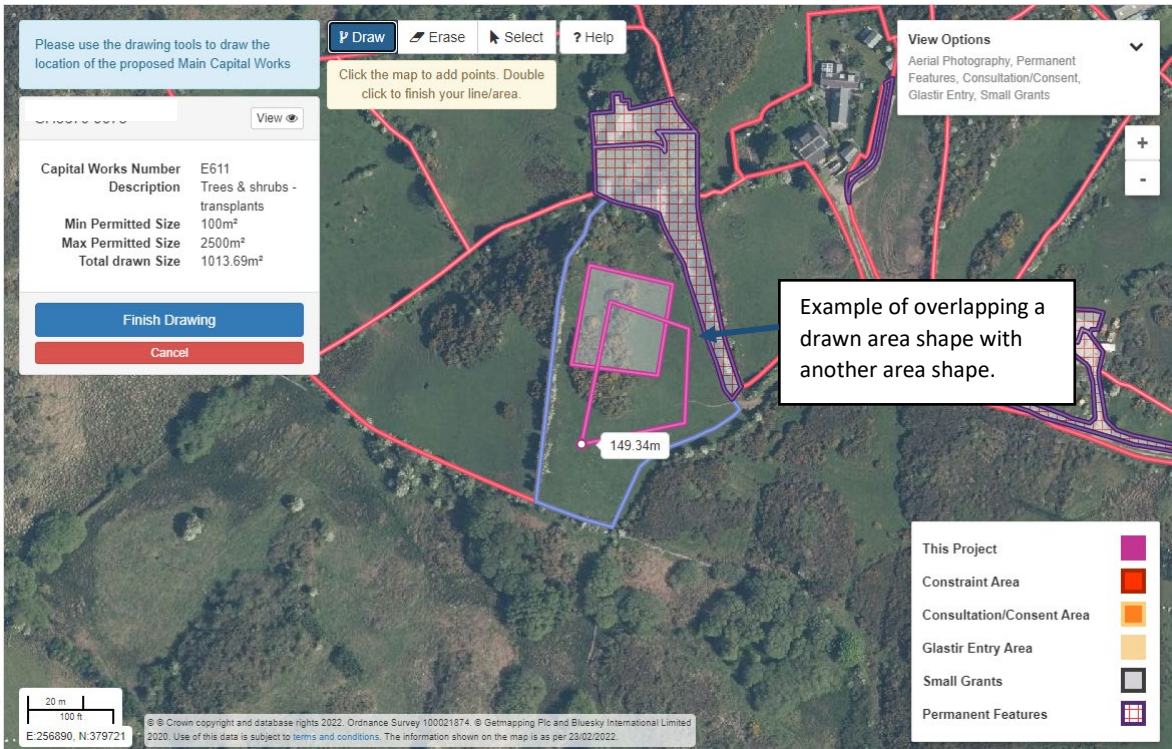 Please use the drawing tools to draw the
location of the proposed Main Capital Works
View
Capital Works Number E611
Description Trees & shrubs -
transplants
Min Permitted Size 100m²
Max Permitted Size 2500m²
Total drawn Size 1013.69m²
Finish Drawing
Cancel
Draw Erase Select ? Help
Click the map to add points. Double
click to finish your line/area.
View Options
Aerial Photography, Permanent
Features, Consultation/Consent,
Glastir Entry, Small Grants
+
-
Example of overlapping a
drawn area shape with
another area shape.
149.34m
This Project
Constraint Area
Consultation/Consent Area
Glastir Entry Area
Small Grants
Permanent Features
20 m
100 ft
E:256890, N:379721
© © Crown copyright and database rights 2022. Ordnance Survey 100021874. © Getmapping Plc and Bluesky International Limited
2020. Use of this data is subject to terms and conditions. The information shown on the map is as per 23/02/2022.